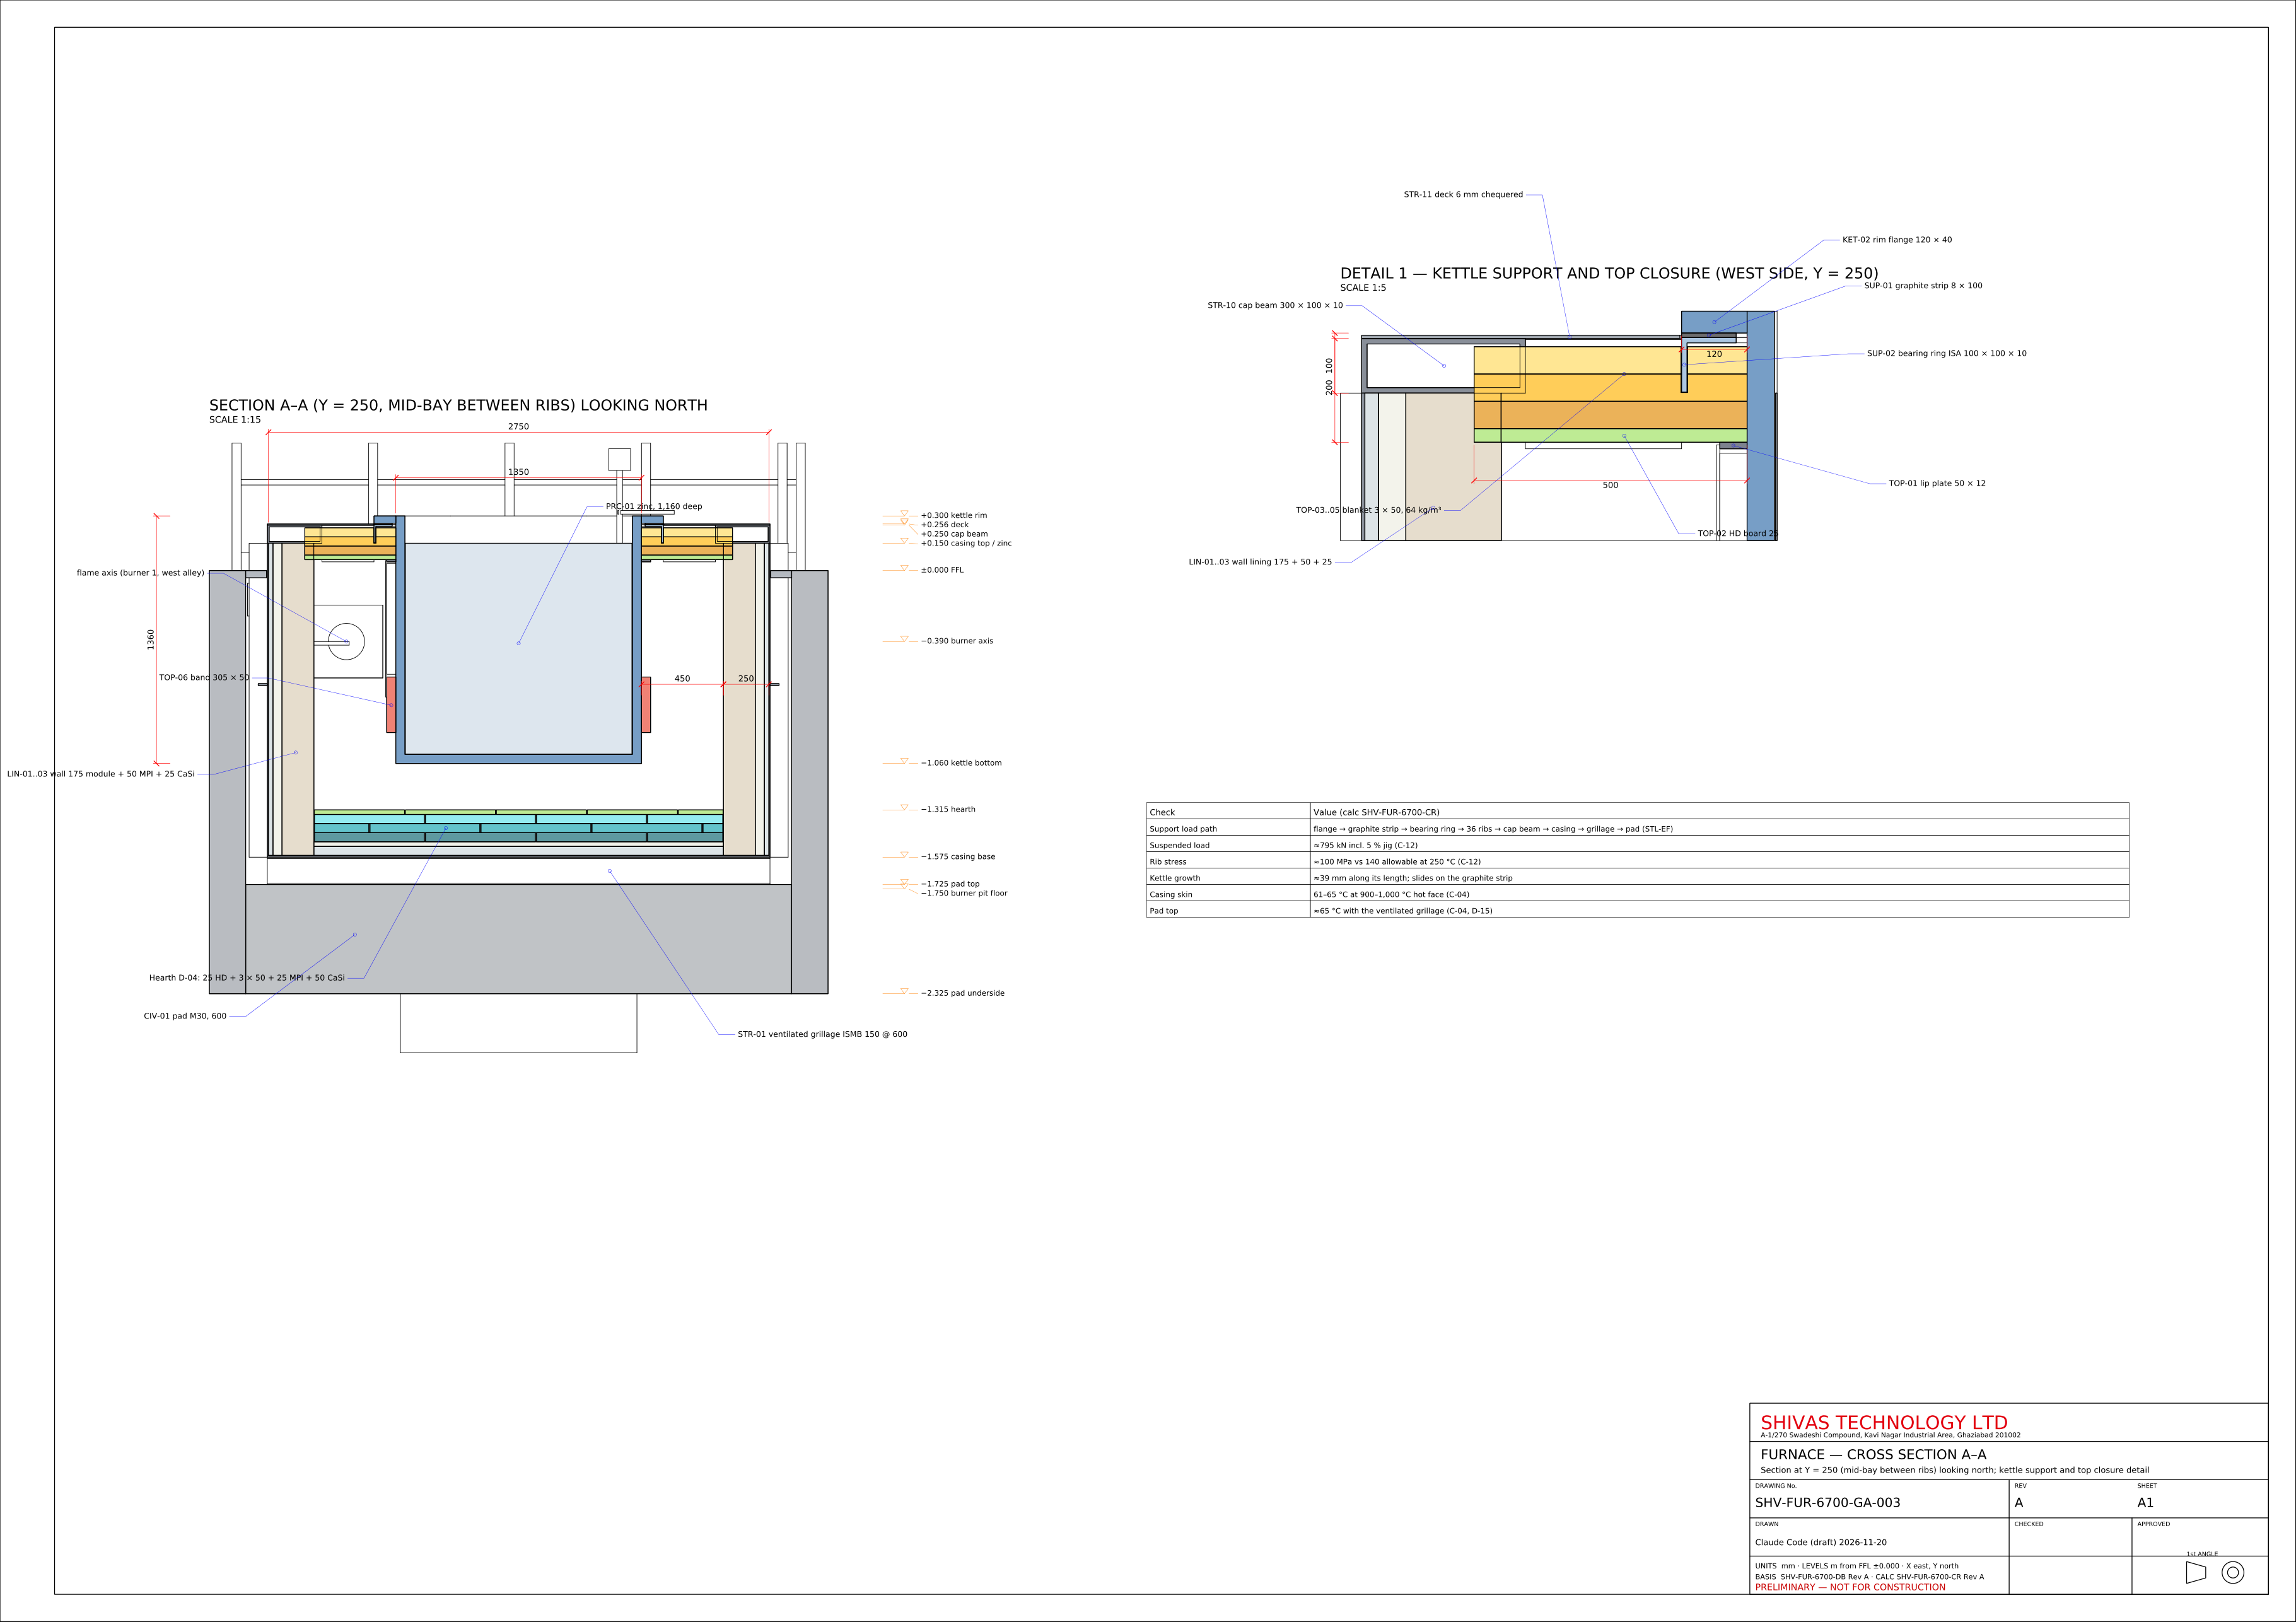 STR-11 deck 6 mm chequered
KET-02 rim flange 120 × 40
DETAIL 1 — KETTLE SUPPORT AND TOP CLOSURE (WEST SIDE, Y = 250)
SCALE 1:5
SUP-01 graphite strip 8 × 100
STR-10 cap beam 300 × 100 × 10
120
SUP-02 bearing ring ISA 100 × 100 × 10
100
200
500
TOP-01 lip plate 50 × 12
TOP-03..05 blanket 3 × 50, 64 kg/m³
TOP-02 HD board 25
LIN-01..03 wall lining 175 + 50 + 25
SECTION A–A (Y = 250, MID-BAY BETWEEN RIBS) LOOKING NORTH
SCALE 1:15
2750
1350
PRC-01 zinc, 1,160 deep
flame axis (burner 1, west alley)
1360
TOP-06 band 305 × 50
450
250
LIN-01..03 wall 175 module + 50 MPI + 25 CaSi
Hearth D-04: 25 HD + 3 × 50 + 25 MPI + 50 CaSi
CIV-01 pad M30, 600
STR-01 ventilated grillage ISMB 150 @ 600
+0.300 kettle rim
+0.256 deck
+0.250 cap beam
+0.150 casing top / zinc
±0.000 FFL
−0.390 burner axis
−1.060 kettle bottom
−1.315 hearth
−1.575 casing base
−1.725 pad top
−1.750 burner pit floor
−2.325 pad underside
Check Value (calc SHV-FUR-6700-CR)
Support load path flange → graphite strip → bearing ring → 36 ribs → cap beam → casing → grillage → pad (STL-EF)
Suspended load ≈795 kN incl. 5 % jig (C-12)
Rib stress ≈100 MPa vs 140 allowable at 250 °C (C-12)
Kettle growth ≈39 mm along its length; slides on the graphite strip
Casing skin 61–65 °C at 900–1,000 °C hot face (C-04)
Pad top ≈65 °C with the ventilated grillage (C-04, D-15)
SHIVAS TECHNOLOGY LTD
A-1/270 Swadeshi Compound, Kavi Nagar Industrial Area, Ghaziabad 201002
FURNACE — CROSS SECTION A–A
Section at Y = 250 (mid-bay between ribs) looking north; kettle support and top closure detail
DRAWING No. REV SHEET
SHV-FUR-6700-GA-003 A A1
DRAWN CHECKED APPROVED
Claude Code (draft) 2026-11-20
1st ANGLE
UNITS mm · LEVELS m from FFL ±0.000 · X east, Y north
BASIS SHV-FUR-6700-DB Rev A · CALC SHV-FUR-6700-CR Rev A
PRELIMINARY — NOT FOR CONSTRUCTION